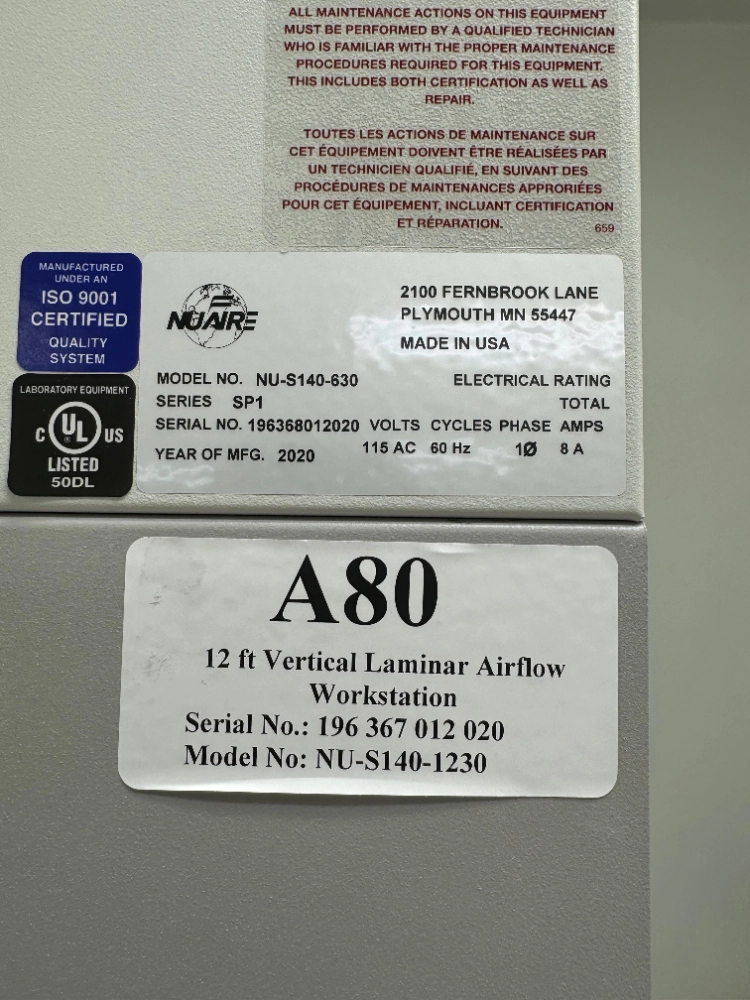 ALL MAINTENANCE ACTIONS ON THIS EQUIPMENT
MUST BE PERFORMED BY A QUALIFIED TECHNICIAN
WHO IS FAMILIAR WITH THE PROPER MAINTENANCE
PROCEDURES REQUIRED FOR THIS EQUIPMENT.
THIS INCLUDES BOTH CERTIFICATION AS WELL AS
REPAIR.
TOUTES LES ACTIONS DE MAINTENANCE SUR
CET ÉQUIPEMENT DOIVENT ÊTRE RÉALISÉES PAR
UN TECHNICIEN QUALIFIÉ, EN SUIVANT DES
PROCÉDURES DE MAINTENANCES APPRORIÉES
POUR CET ÉQUIPEMENT, INCLUANT CERTIFICATION
ET RÉPARATION.
659
MANUFACTURED
UNDER AN
ISO 9001
CERTIFIED
QUALITY
SYSTEM
LABORATORY EQUIPMENT
C UL US
LISTED
50DL
NUAIRE
2100 FERNBROOK LANE
PLYMOUTH MN 55447
MADE IN USA
MODEL NO. NU-S140-630 ELECTRICAL RATING
SERIES SP1 TOTAL
SERIAL NO. 196368012020 VOLTS CYCLES PHASE AMPS
YEAR OF MFG. 2020 115 AC 60 Hz 1Ø 8 A
A80
12 ft Vertical Laminar Airflow
Workstation
Serial No.: 196 367 012 020
Model No: NU-S140-1230